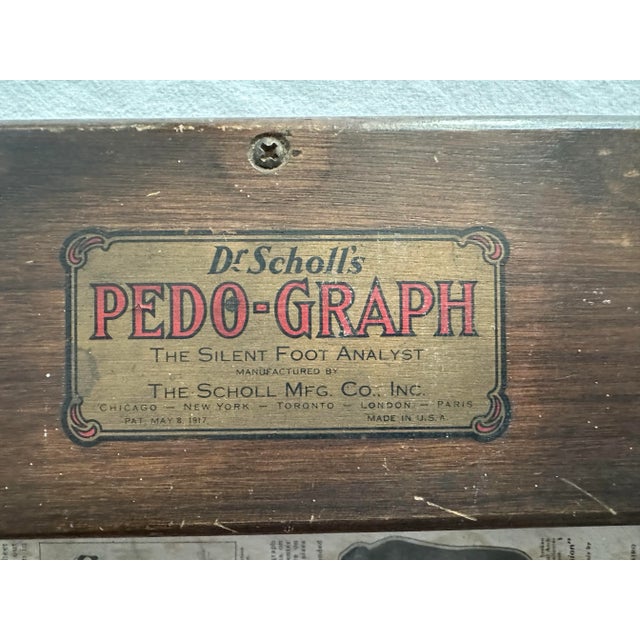 Dr Scholl's
PEDO-GRAPH
THE SILENT FOOT ANALYST
MANUFACTURED BY
THE SCHOLL MFG. CO., INC.
CHICAGO — NEW YORK — TORONTO — LONDON — PARIS
PAT. MAY 8, 1917. MADE IN U.S.A.